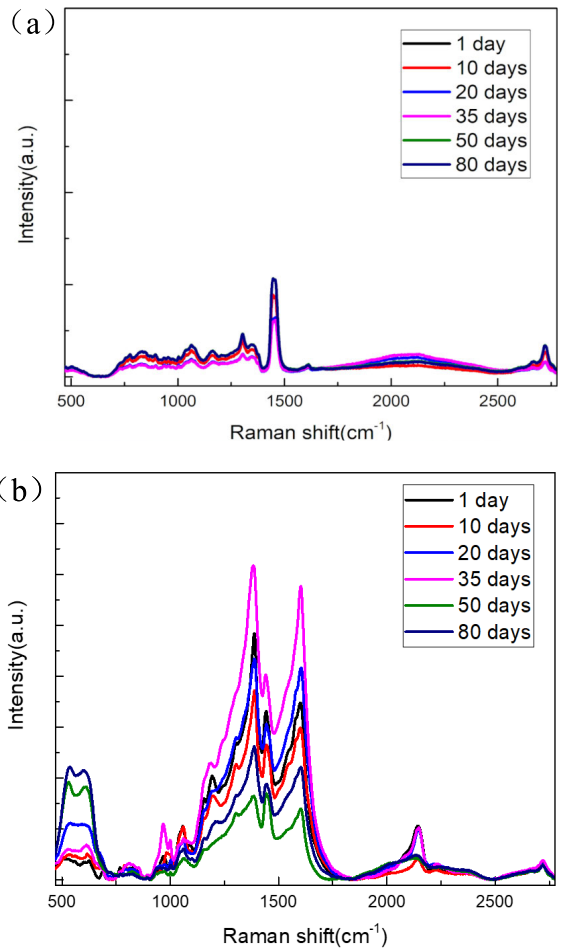 (a)
1 day
10 days
20 days
35 days
50 days
80 days
Intensity(a.u.)
500 1000 1500 2000 2500
Raman shift(cm⁻¹)
(b)
1 day
10 days
20 days
35 days
50 days
80 days
Intensity(a.u.)
500 1000 1500 2000 2500
Raman shift(cm⁻¹)